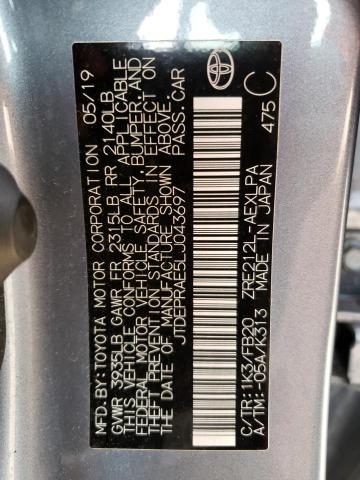 MFD.BY:TOYOTA MOTOR CORPORATION 05/19
GVWR 3935LB GAWR FR 2315LB RR 2140LB
THIS VEHICLE CONFORMS TO ALL APPLICABLE
FEDERAL MOTOR VEHICLE SAFETY, BUMPER, AND
THEFT PREVENTION STANDARDS IN EFFECT ON
THE DATE OF MANUFACTURE SHOWN ABOVE.
JTDEPRAE5LJ043697 PASS.CAR
C/TR:1K3/FB20 ZRE212L-AEXLPA
A/TM:-05A/K313 MADE IN JAPAN 475 C
TOYOTA